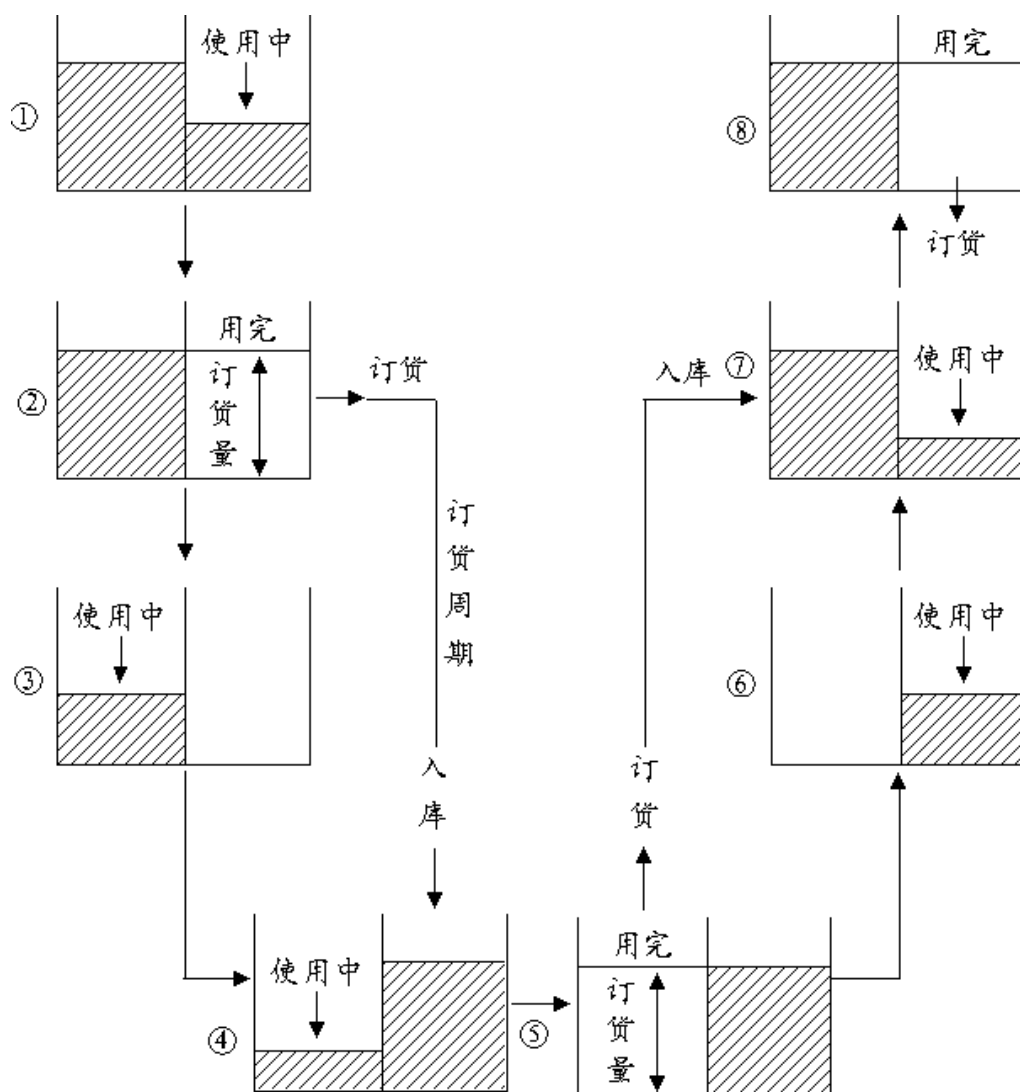 使用中
①
用完
⑧
订货
用完
订货量
②
订货
入库
⑦
使用中
订货周期
使用中
③
使用中
⑥
入库
订货
使用中
④
用完
订货量
⑤